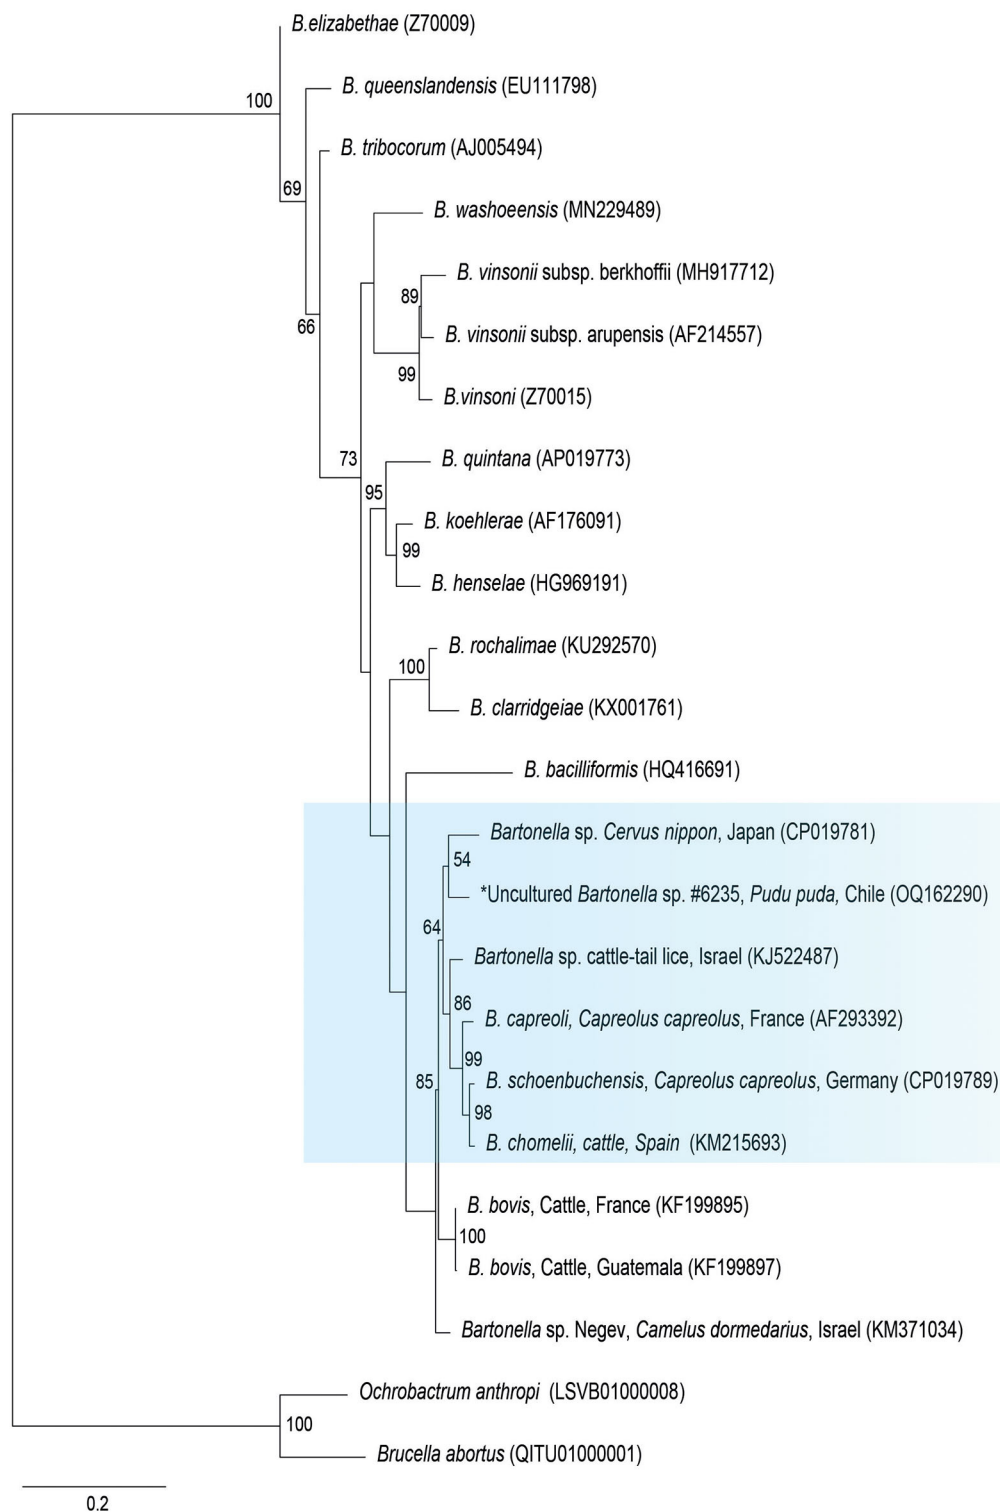 B.elizabethae (Z70009)
B. queenslandensis (EU111798)
100
B. tribocorum (AJ005494)
69
B. washoeensis (MN229489)
B. vinsonii subsp. berkhoffii (MH917712)
89
66
B. vinsonii subsp. arupensis (AF214557)
99
B.vinsoni (Z70015)
73
B. quintana (AP019773)
95
B. koehlerae (AF176091)
99
B. henselae (HG969191)
B. rochalimae (KU292570)
100
B. clarridgeiae (KX001761)
B. bacilliformis (HQ416691)
Bartonella sp. Cervus nippon, Japan (CP019781)
54
*Uncultured Bartonella sp. #6235, Pudu puda, Chile (OQ162290)
64
Bartonella sp. cattle-tail lice, Israel (KJ522487)
86
B. capreoli, Capreolus capreolus, France (AF293392)
99
85
B. schoenbuchensis, Capreolus capreolus, Germany (CP019789)
98
B. chomelii, cattle, Spain (KM215693)
B. bovis, Cattle, France (KF199895)
100
B. bovis, Cattle, Guatemala (KF199897)
Bartonella sp. Negev, Camelus dormedarius, Israel (KM371034)
Ochrobactrum anthropi (LSVB01000008)
100
Brucella abortus (QITU01000001)
0.2